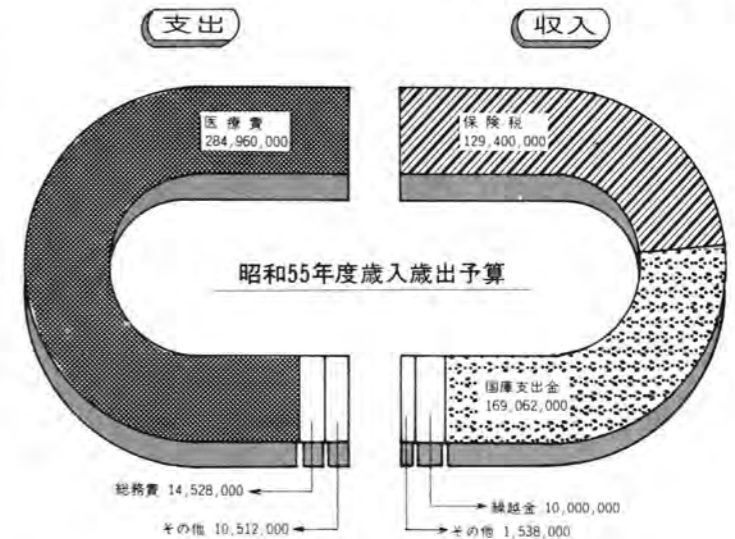 支出
収入
医療費
284,960,000
保険税
129,400,000
昭和55年度歳入歳出予算
国庫支出金
169,062,000
総務費 14,528,000
繰越金 10,000,000
その他 10,512,000
その他 1,538,000